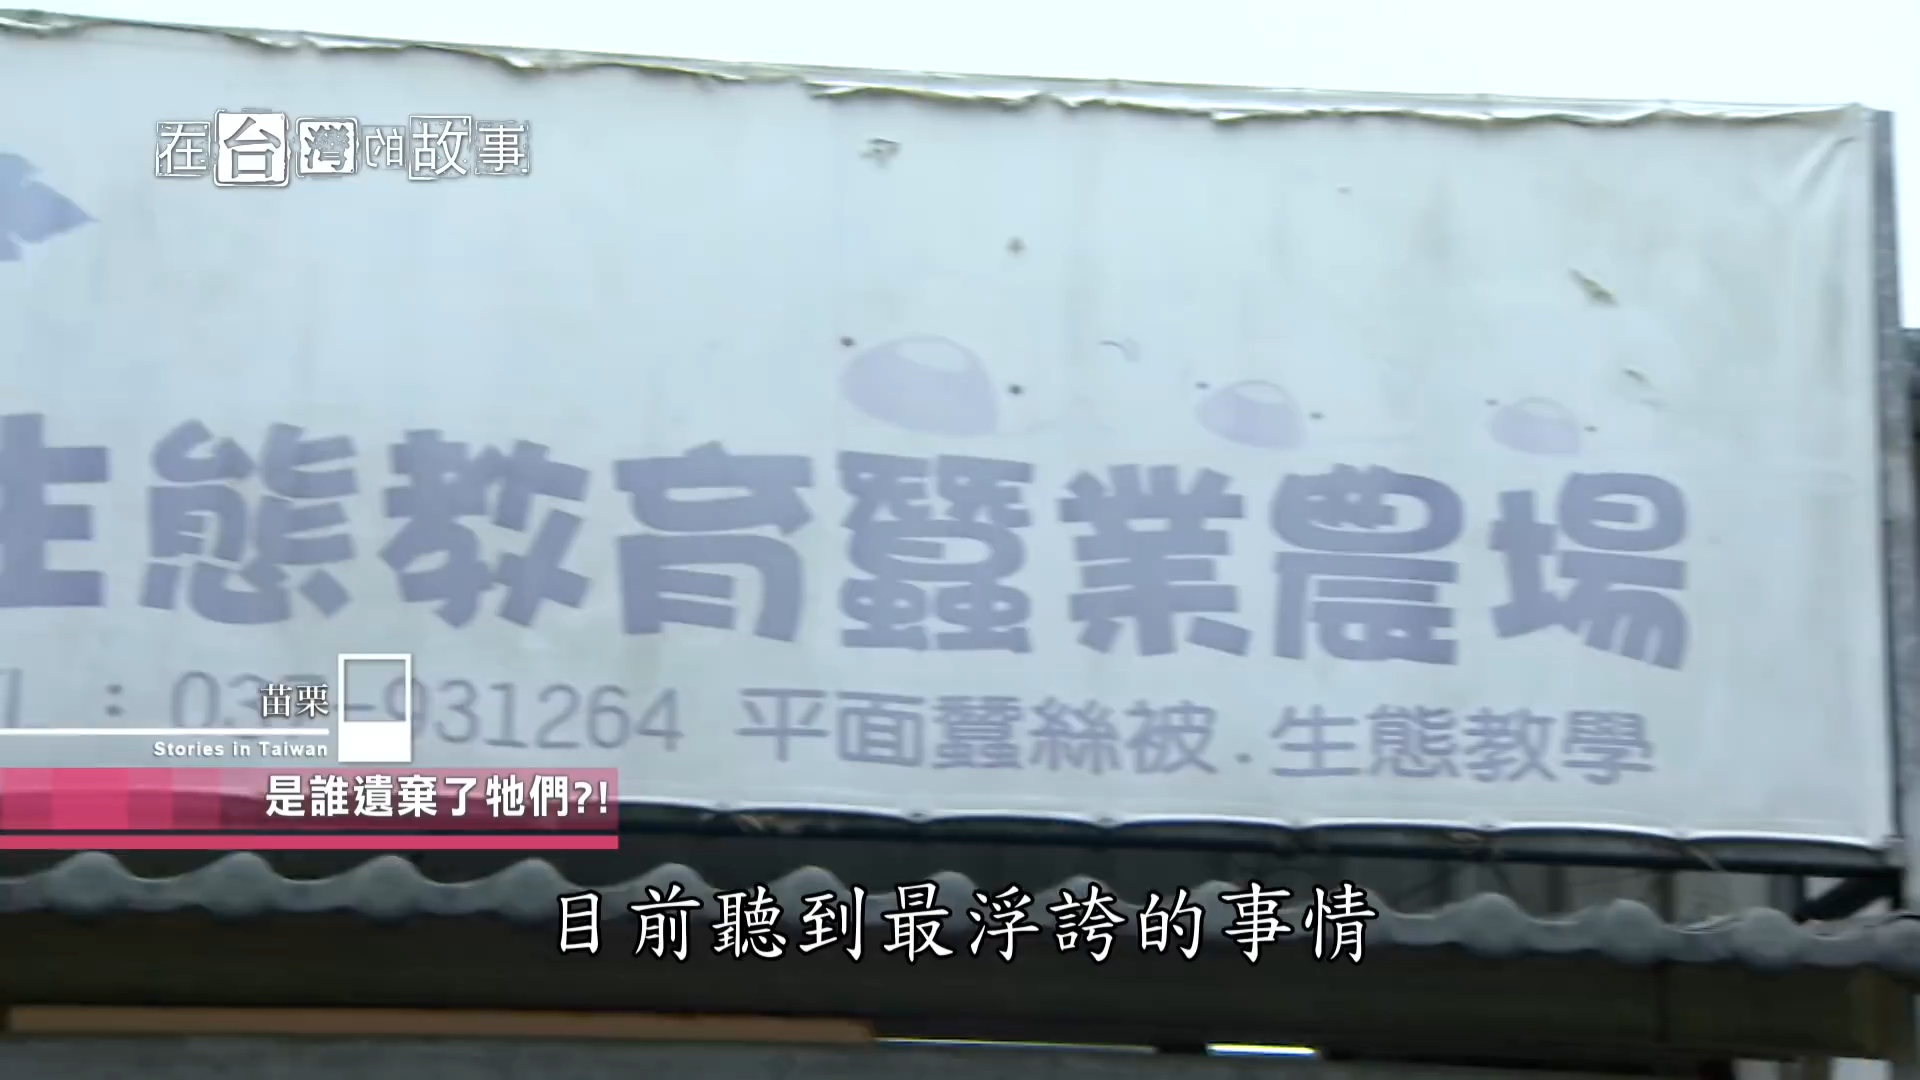 在台灣的故事
生態教育蠶業農場
931264 平面蠶絲被.生態教學
苗栗
Stories in Taiwan
是誰遺棄了牠們?!
目前聽到最浮誇的事情